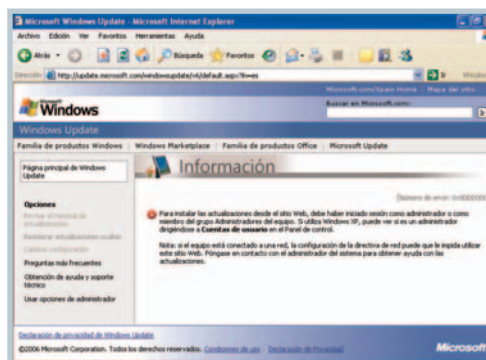 Microsoft Windows Update - Microsoft Internet Explorer
Archivo Edición Ver Favoritos Herramientas Ayuda
Atrás Búsqueda Favoritos
Dirección http://update.microsoft.com/windowsupdate/v6/default.aspx?ln=es Ir Vínculos
Microsoft.com/Spain Home | Mapa del sitio
Microsoft
Windows
Buscar en Microsoft.com:
Windows Update
Familia de productos Windows | Windows Marketplace | Familia de productos Office | Microsoft Update
Página principal de Windows
Update
Información
[Número de error:
Opciones
Revisar el historial de
actualizaciones
Restaurar actualizaciones ocultas
Cambiar configuración
Preguntas más frecuentes
Obtención de ayuda y soporte
técnico
Usar opciones de administrador
Para instalar las actualizaciones desde el sitio Web, debe haber iniciado sesión como administrador o como
miembro del grupo Administradores del equipo. Si utiliza Windows XP, puede ver si es un administrador
dirigiéndose a Cuentas de usuario en el Panel de control.
Nota: si el equipo está conectado a una red, la configuración de la directiva de red puede que le impida utilizar
este sitio Web. Póngase en contacto con el administrador del sistema para obtener ayuda con las
actualizaciones.
Declaración de privacidad de Windows Update
©2006 Microsoft Corporation. Todos los derechos reservados. Condiciones de uso Declaración de Privacidad
Microsoft